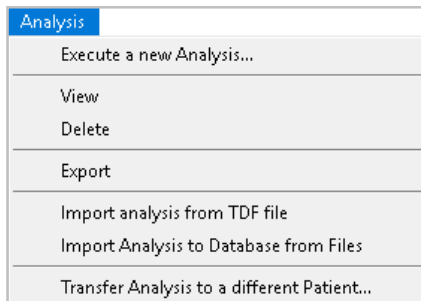 Analysis
Execute a new Analysis...
View
Delete
Export
Import analysis from TDF file
Import Analysis to Database from Files
Transfer Analysis to a different Patient...